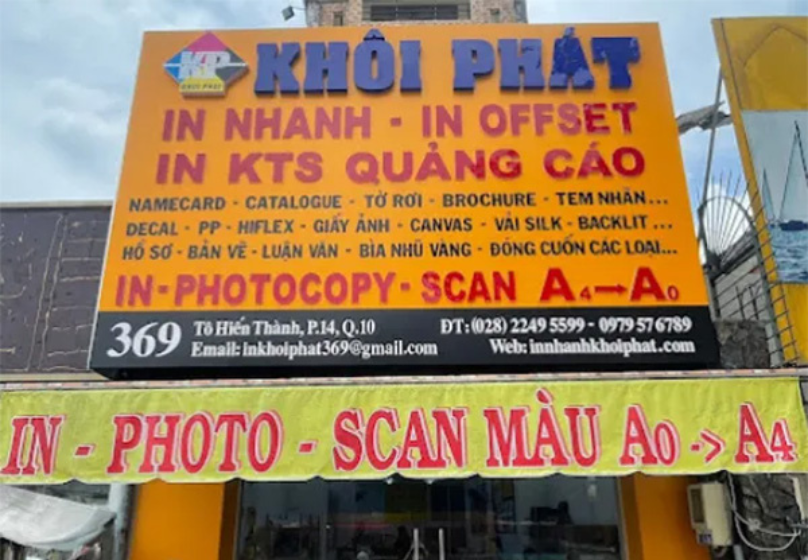 KP
KHÔI PHÁT
KHÔI PHÁT
IN NHANH - IN OFFSET
IN KTS QUẢNG CÁO
NAMECARD - CATALOGUE - TỜ RƠI - BROCHURE - TEM NHÃN...
DECAL - PP - HIFLEX - GIẤY ẢNH - CANVAS - VẢI SILK - BACKLIT ...
HỒ SƠ - BẢN VẼ - LUẬN VĂN - BÌA NHŨ VÀNG - ĐÓNG CUỐN CÁC LOẠI...
IN - PHOTOCOPY - SCAN A4→A0
369 Tô Hiến Thành, P.14, Q.10 ĐT: (028) 2249 5599 - 0979 57 6789
Email: inkhoiphat369@gmail.com Web: innhanhkhoiphat.com
IN - PHOTO - SCAN MÀU A0 -> A4